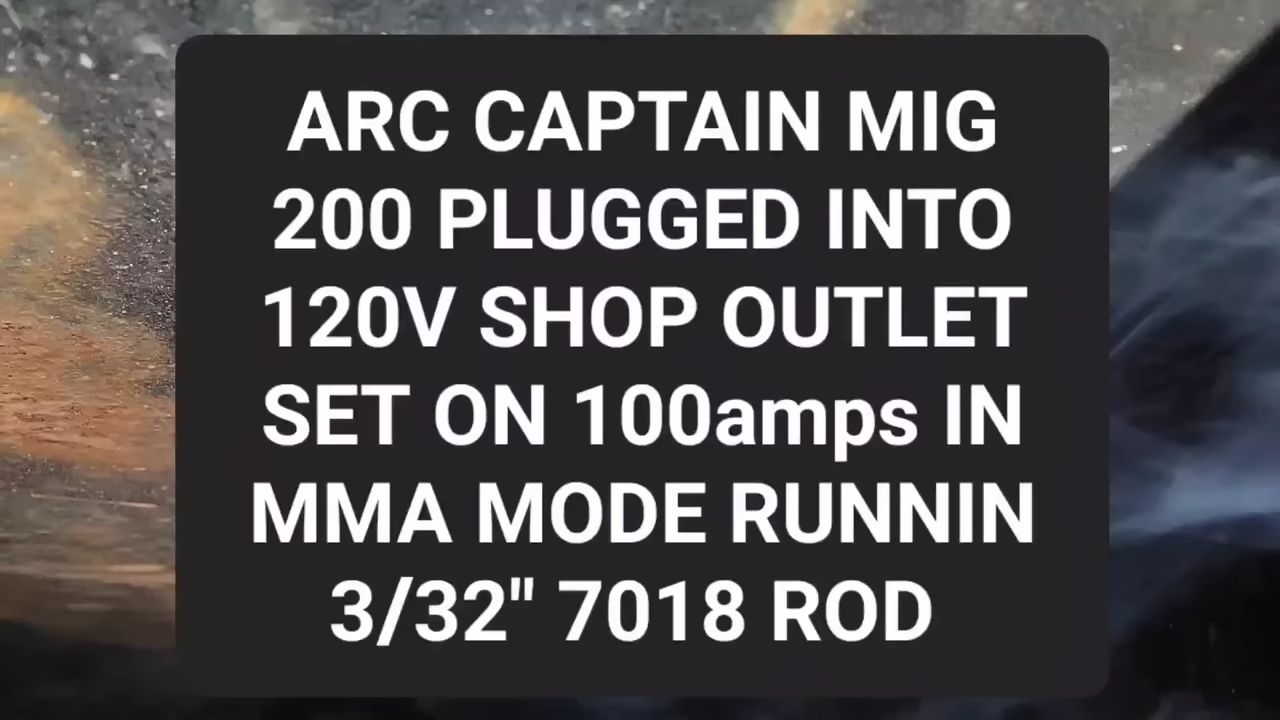 ARC CAPTAIN MIG
200 PLUGGED INTO
120V SHOP OUTLET
SET ON 100amps IN
MMA MODE RUNNIN
3/32" 7018 ROD